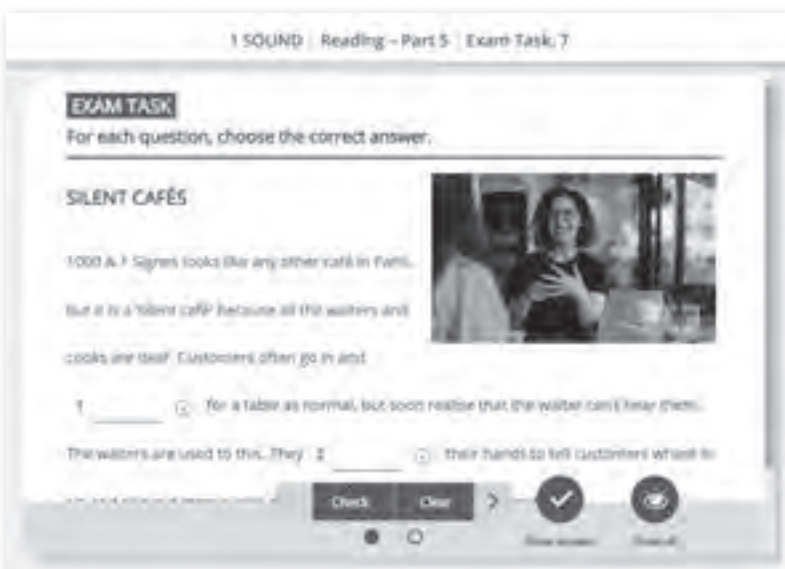 1 SOUND | Reading – Part 5 | Exam Task, 7
EXAM TASK
For each question, choose the correct answer.
SILENT CAFÉS
1000 & 1 Signes looks like any other café in Paris,
but it is a 'silent café' because all the waiters and
cooks are deaf. Customers often go in and
1 for a table as normal, but soon realise that the waiter can't hear them.
The waiters are used to this. They 2 their hands to tell customers where to
Check Clear